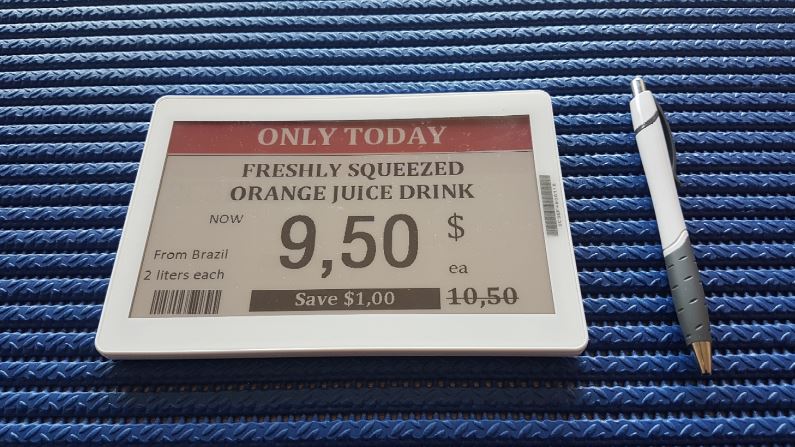 ONLY TODAY
FRESHLY SQUEEZED
ORANGE JUICE DRINK
NOW
9,50 $
From Brazil
ea
2 liters each
Save $1,00
10,50